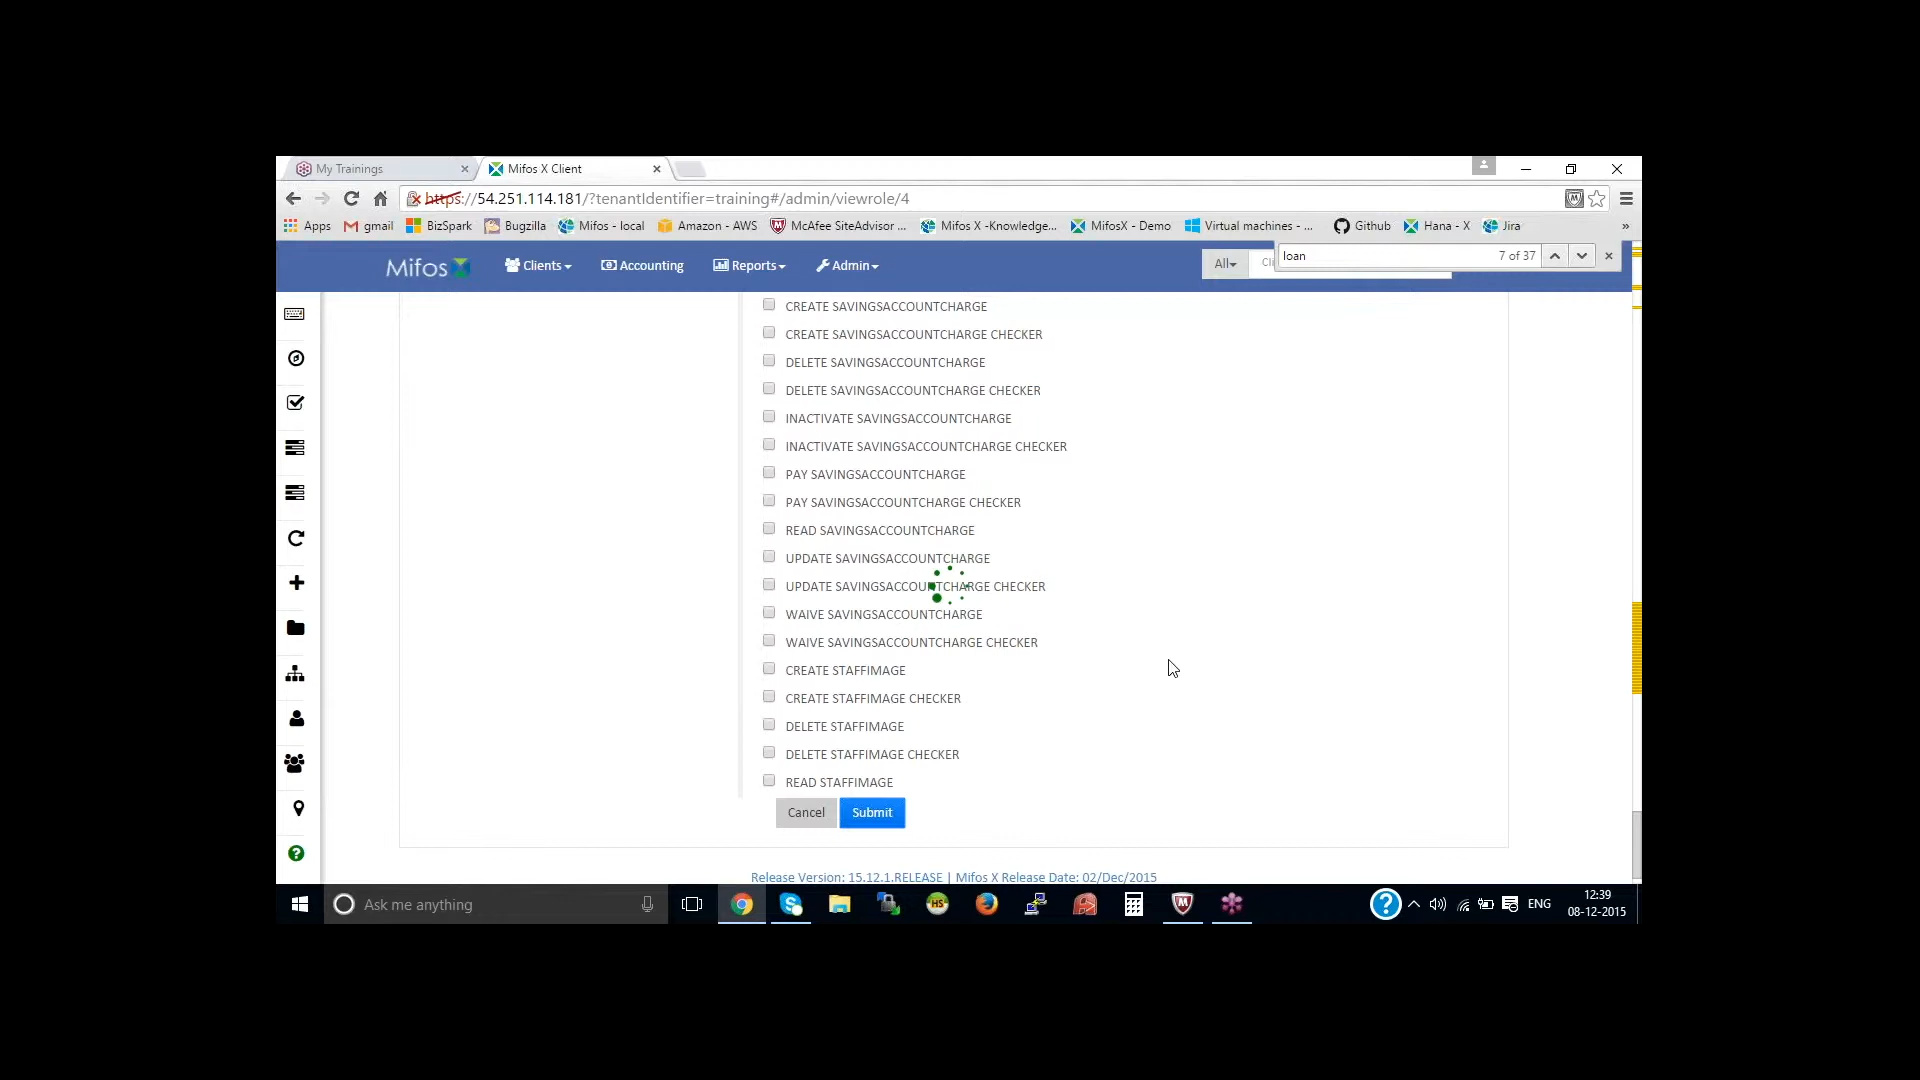 My Trainings
Mifos X Client
https://54.251.114.181/?tenantIdentifier=training#/admin/viewrole/4
Apps gmail BizSpark Bugzilla Mifos - local Amazon - AWS McAfee SiteAdvisor ... Mifos X -Knowledge... MifosX - Demo Virtual machines - ... Github Hana - X Jira »
Mifos Clients Accounting Reports Admin All Cli loan 7 of 37
CREATE SAVINGSACCOUNTCHARGE
CREATE SAVINGSACCOUNTCHARGE CHECKER
DELETE SAVINGSACCOUNTCHARGE
DELETE SAVINGSACCOUNTCHARGE CHECKER
INACTIVATE SAVINGSACCOUNTCHARGE
INACTIVATE SAVINGSACCOUNTCHARGE CHECKER
PAY SAVINGSACCOUNTCHARGE
PAY SAVINGSACCOUNTCHARGE CHECKER
READ SAVINGSACCOUNTCHARGE
UPDATE SAVINGSACCOUNTCHARGE
UPDATE SAVINGSACCOUNTCHARGE CHECKER
WAIVE SAVINGSACCOUNTCHARGE
WAIVE SAVINGSACCOUNTCHARGE CHECKER
CREATE STAFFIMAGE
CREATE STAFFIMAGE CHECKER
DELETE STAFFIMAGE
DELETE STAFFIMAGE CHECKER
READ STAFFIMAGE
Cancel Submit
Release Version: 15.12.1.RELEASE | Mifos X Release Date: 02/Dec/2015
Ask me anything
HS
ENG
12:39
08-12-2015